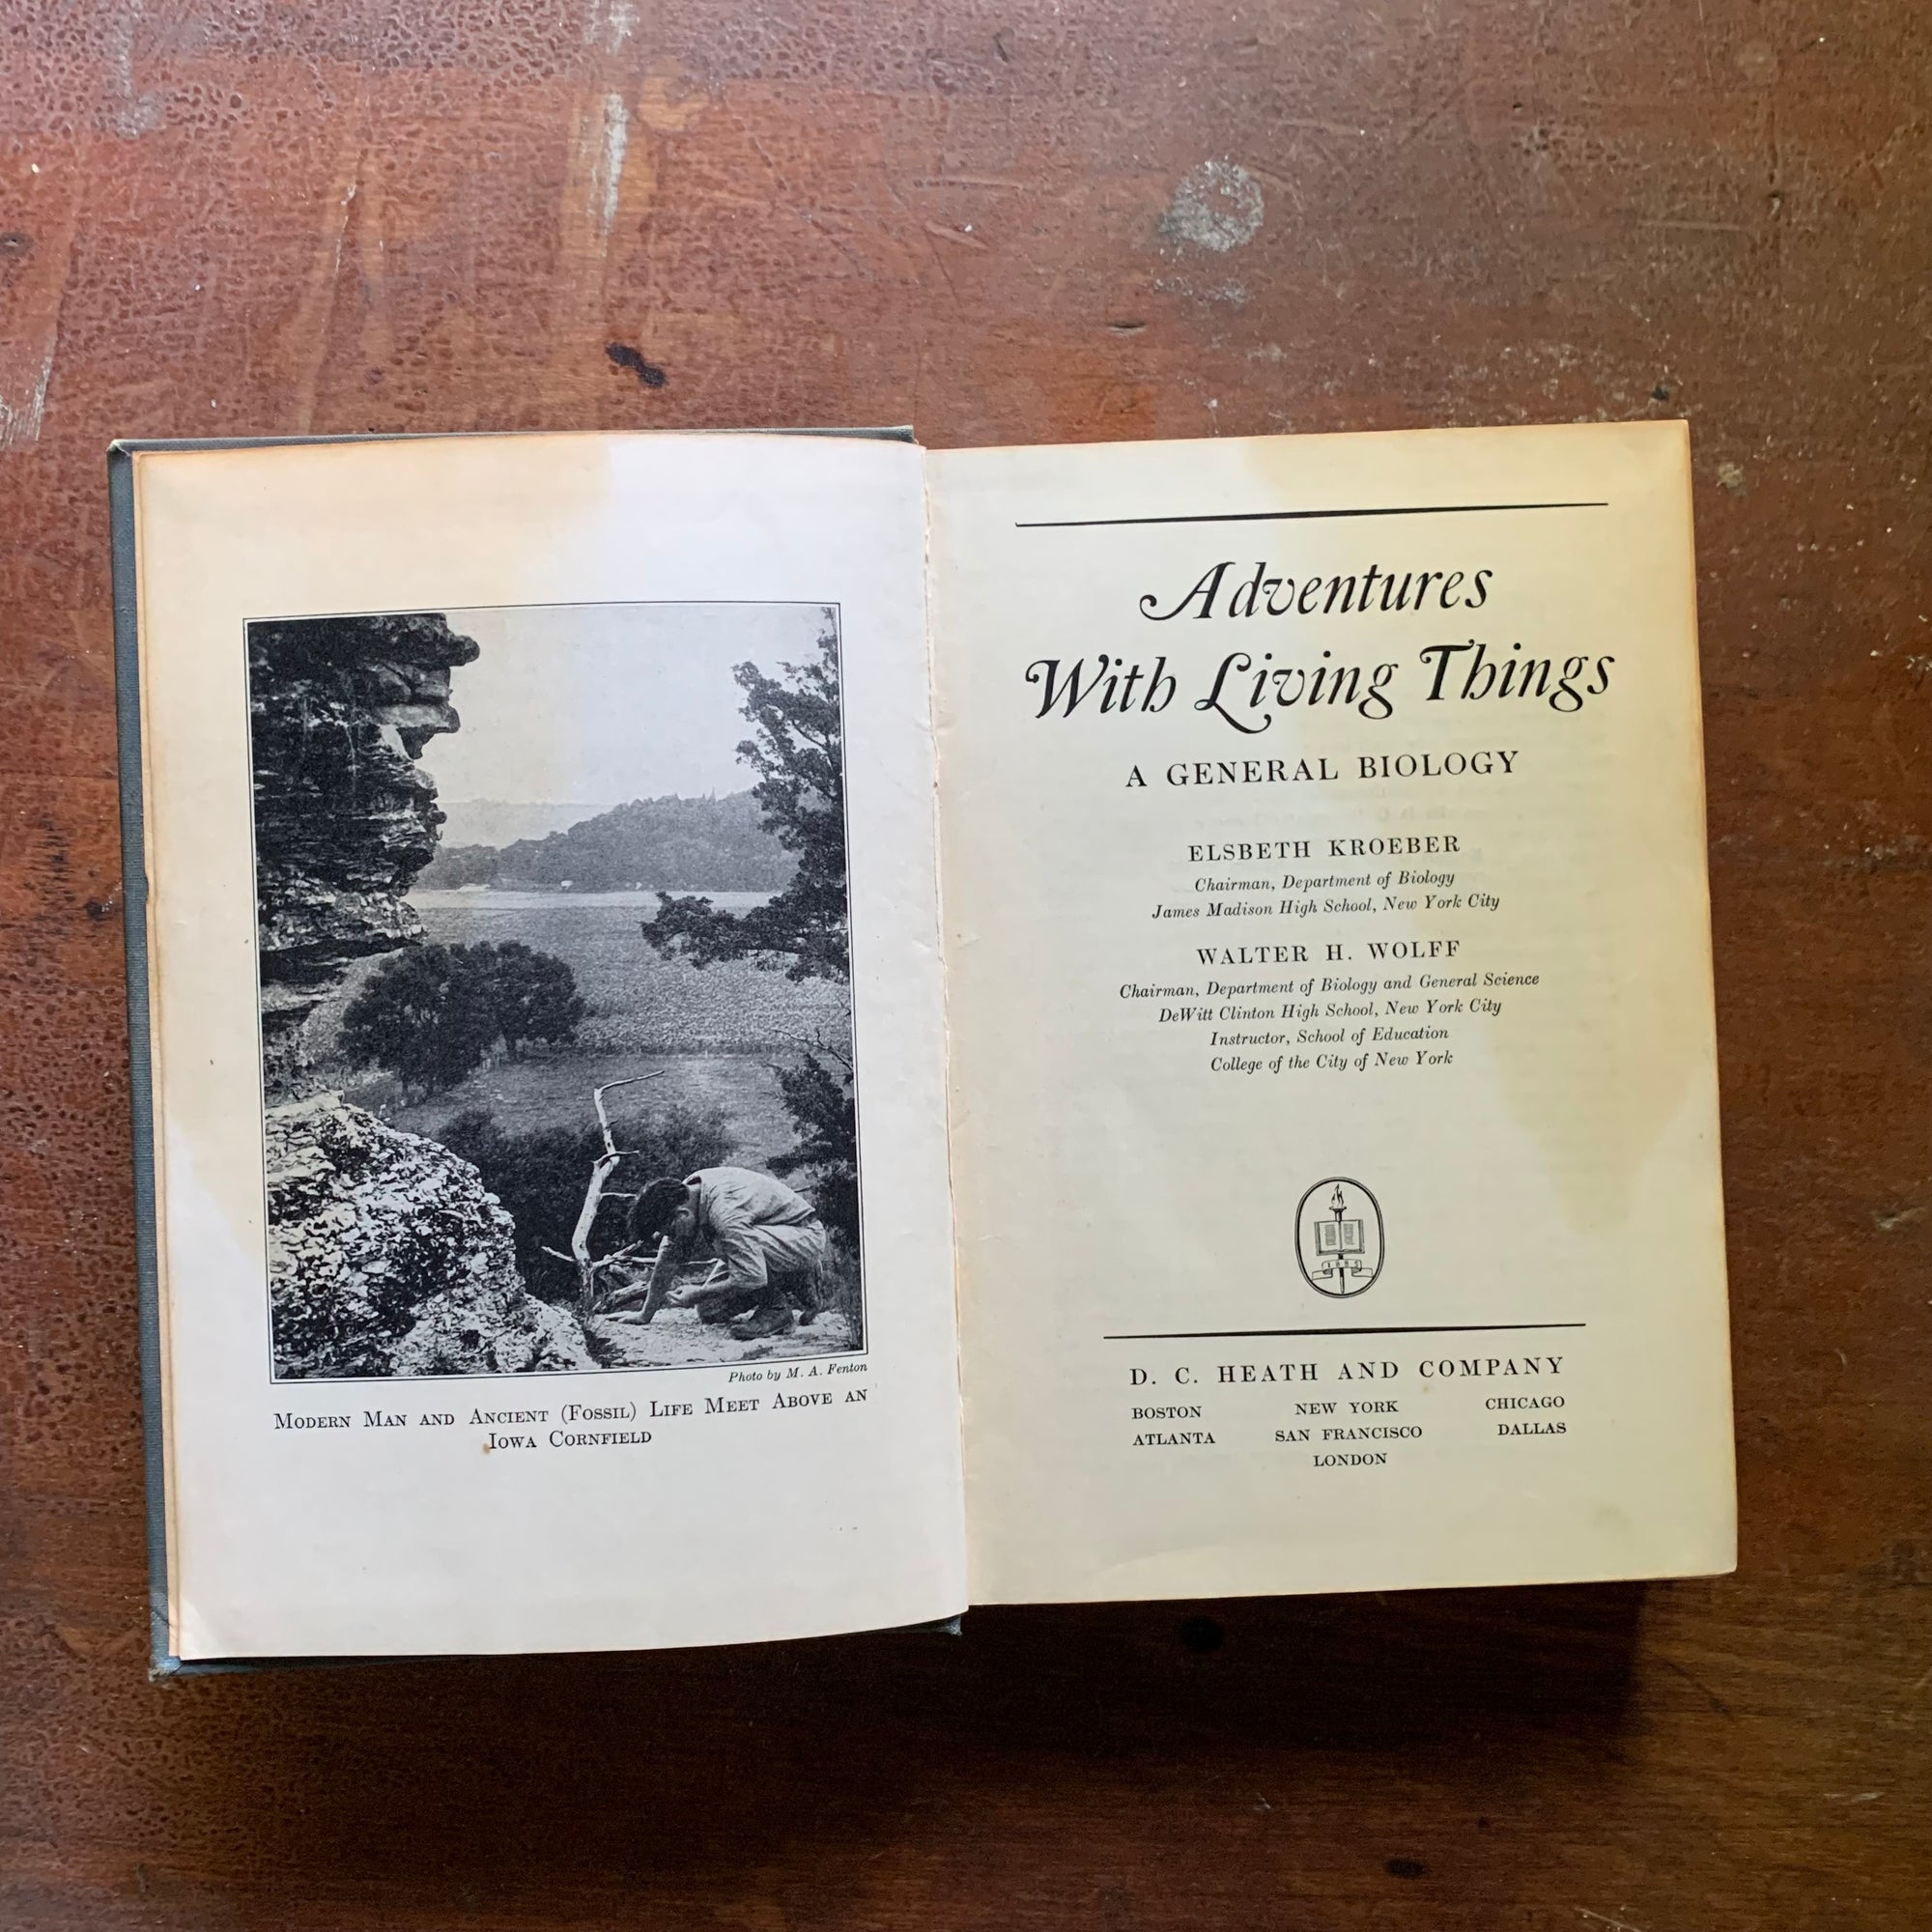 Photo by M. A. Fenton
Modern Man and Ancient (Fossil) Life Meet Above an
Iowa Cornfield
Adventures
With Living Things
A GENERAL BIOLOGY
ELSBETH KROEBER
Chairman, Department of Biology
James Madison High School, New York City
WALTER H. WOLFF
Chairman, Department of Biology and General Science
DeWitt Clinton High School, New York City
Instructor, School of Education
College of the City of New York
1885
D. C. HEATH AND COMPANY
BOSTON NEW YORK CHICAGO
ATLANTA SAN FRANCISCO DALLAS
LONDON